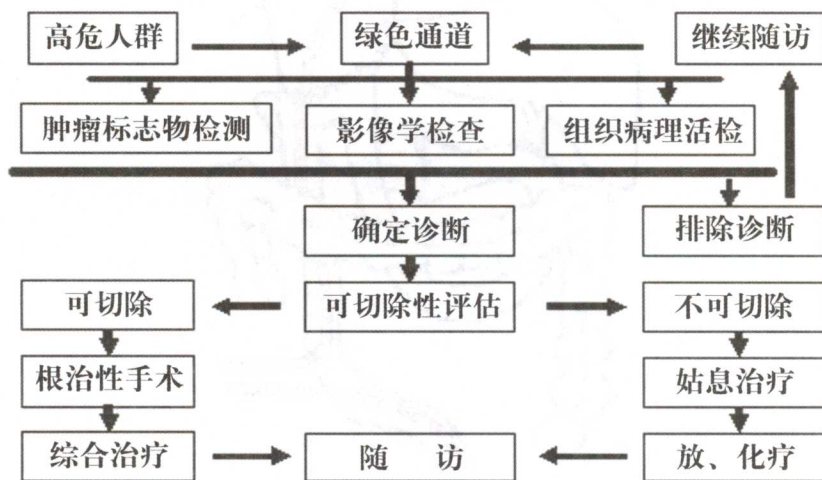 高危人群 绿色通道 继续随访
肿瘤标志物检测 影像学检查 组织病理活检
确定诊断 排除诊断
可切除 可切除性评估 不可切除
根治性手术 姑息治疗
综合治疗 随 访 放、化疗